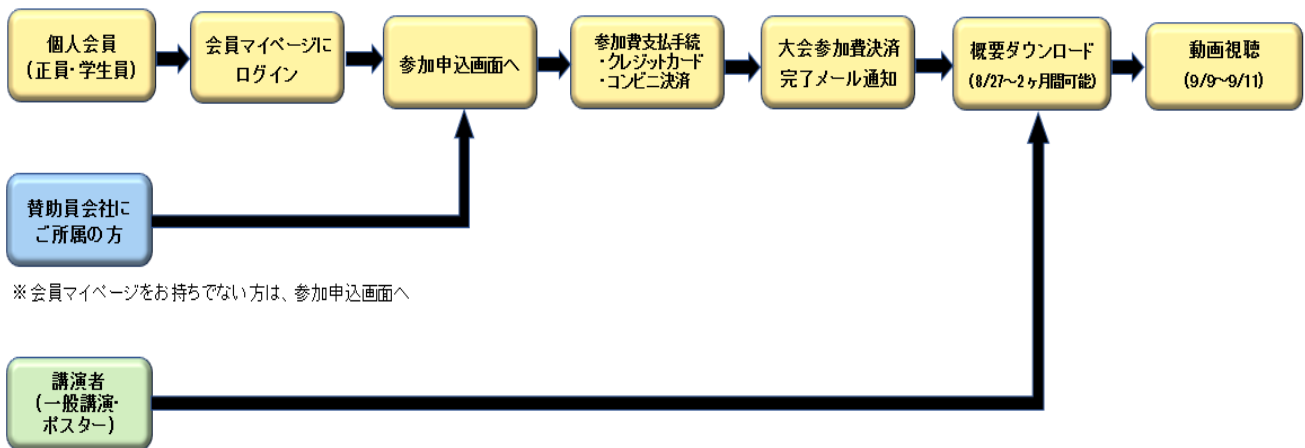 個人会員
(正員・学生員)
会員マイページに
ログイン
参加申込画面へ
参加費支払手続
・クレジットカード
・コンビニ決済
大会参加費決済
完了メール通知
概要ダウンロード
(8/27～2ヶ月間可能)
動画視聴
(9/9～9/11)
賛助員会社に
ご所属の方
※会員マイページをお持ちでない方は、参加申込画面へ
講演者
(一般講演・
ポスター)